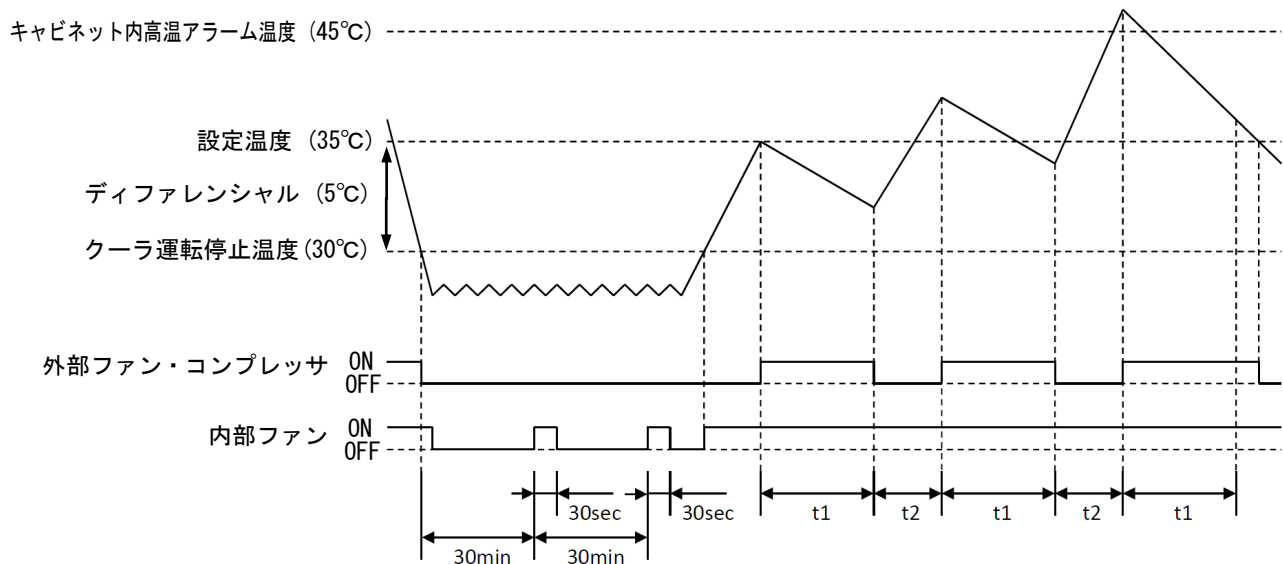 キャビネット内高温アラーム温度 (45℃)
設定温度 (35℃)
ディファレンシャル (5℃)
クーラ運転停止温度(30℃)
外部ファン・コンプレッサ
ON
OFF
内部ファン
ON
OFF
30sec
30sec
t1
t2
t1
t2
t1
30min
30min